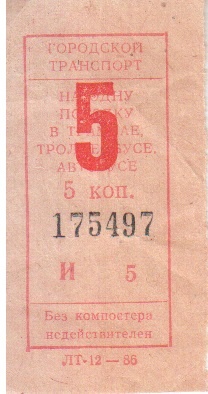 ГОРОДСКОЙ
ТРАНСПОРТ
5
НА ОДНУ
ПОЕЗДКУ
В ТРАМВАЕ,
ТРОЛЛЕЙБУСЕ,
АВТОБУСЕ
5 коп.
175497
И 5
Без компостера
недействителен
ЛТ-12—86